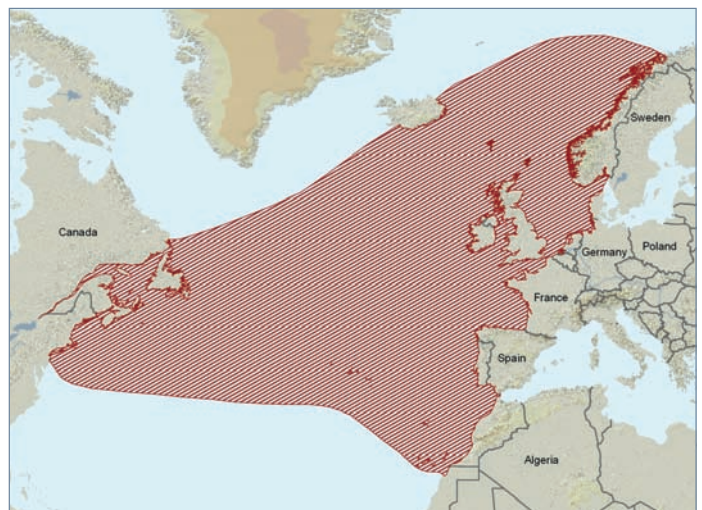 Sweden
Canada
Germany
Poland
France
Spain
Algeria